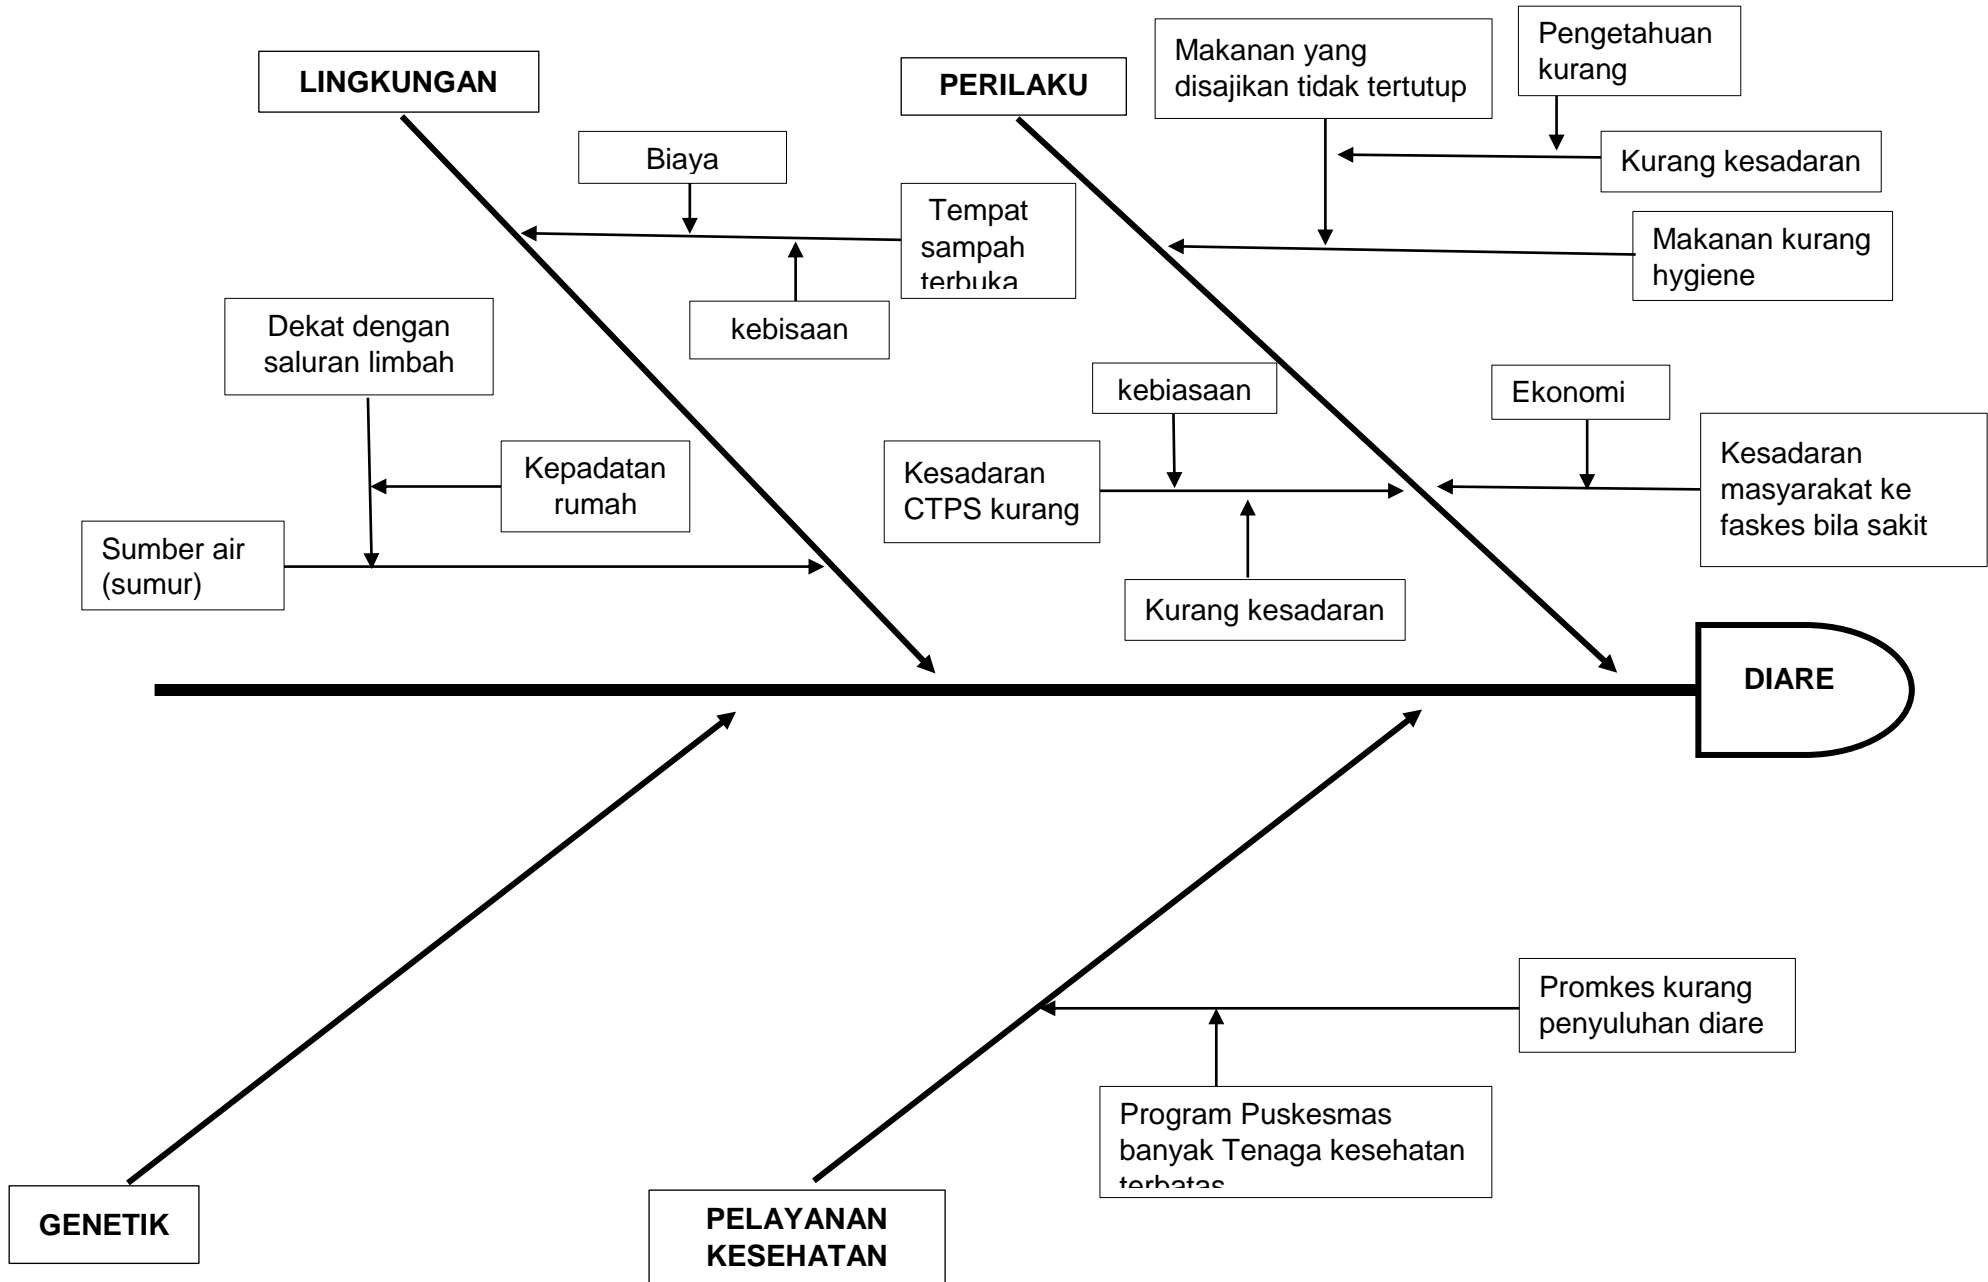 LINGKUNGAN
PERILAKU
Makanan yang
disajikan tidak tertutup
Pengetahuan
kurang
Biaya
Kurang kesadaran
Tempat
sampah
terbuka
Makanan kurang
hygiene
kebisaan
Dekat dengan
saluran limbah
kebiasaan
Ekonomi
Kepadatan
rumah
Kesadaran
CTPS kurang
Kesadaran
masyarakat ke
faskes bila sakit
Sumber air
(sumur)
Kurang kesadaran
DIARE
Promkes kurang
penyuluhan diare
Program Puskesmas
banyak Tenaga kesehatan
terbatas
GENETIK
PELAYANAN
KESEHATAN